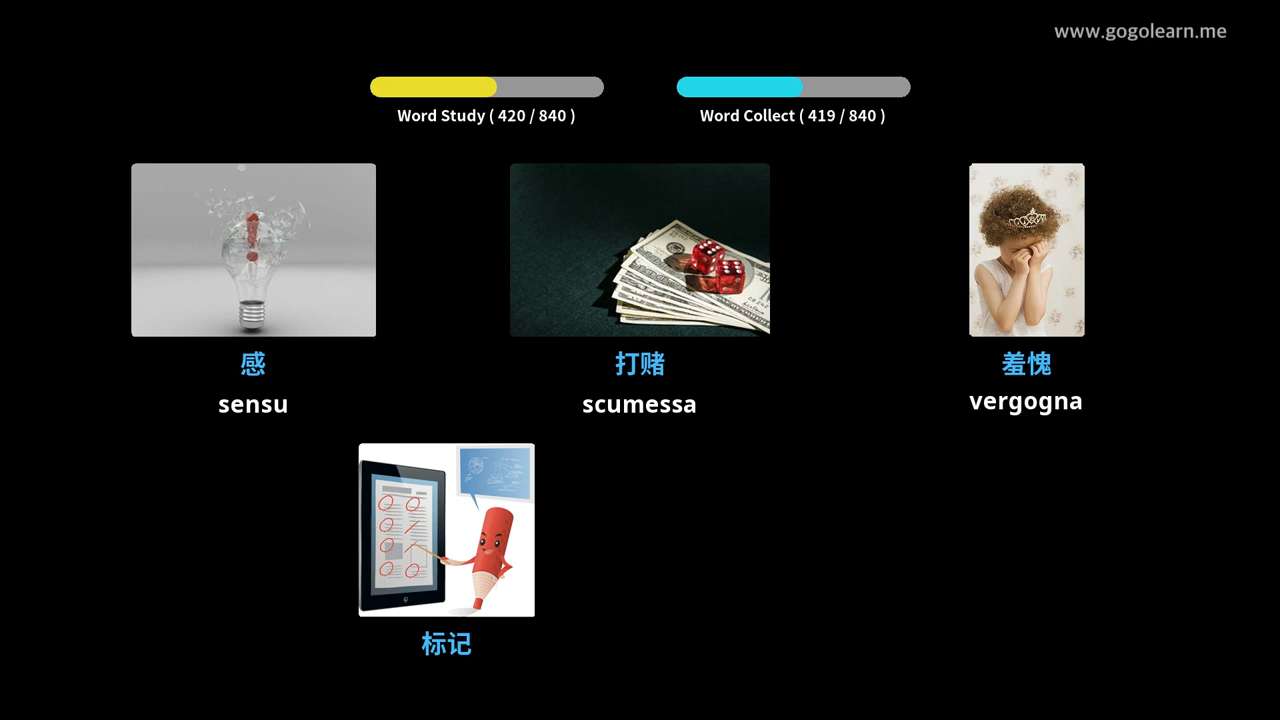 www.gogolearn.me
Word Study ( 420 / 840 )
Word Collect ( 419 / 840 )
感
打赌
羞愧
sensu
scumessa
vergogna
标记